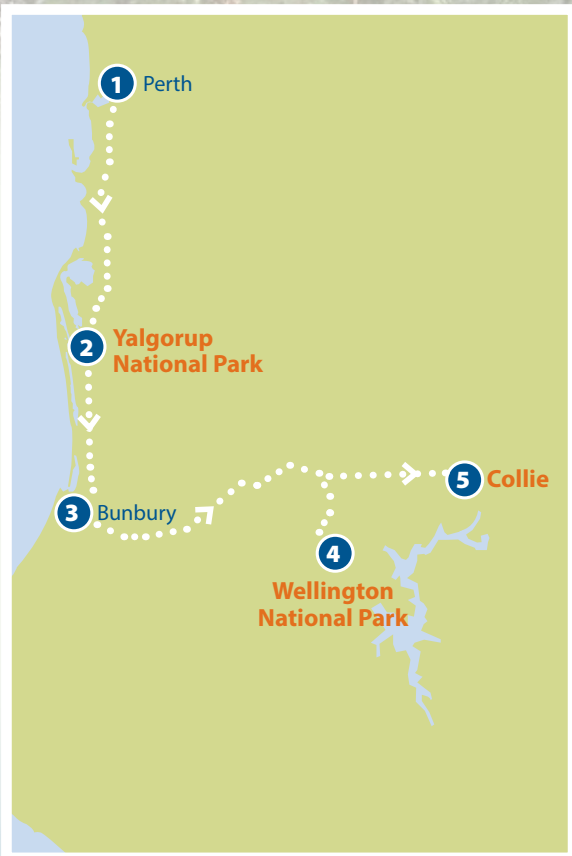 1 Perth
2 Yalgorup
National Park
3 Bunbury
5 Collie
4
Wellington
National Park